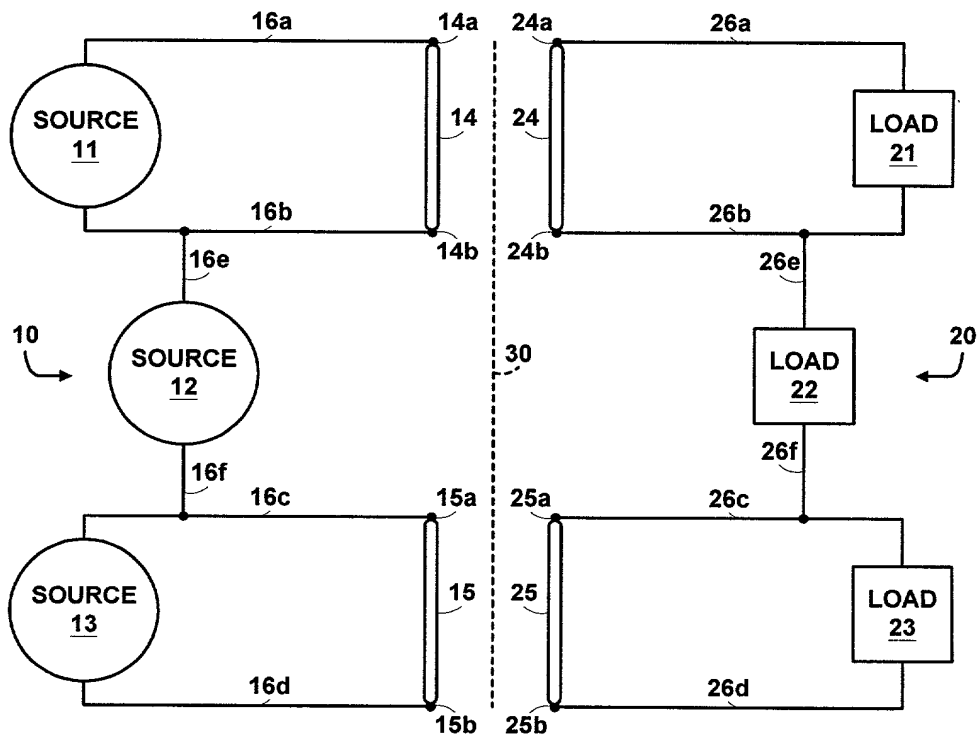 16a 14a 24a 26a
SOURCE
11
14 24
LOAD
21
16b 14b 24b 26b
16e 26e
10 30 20
SOURCE
12
LOAD
22
16f 26f
16c 15a 25a 26c
SOURCE
13
15 25
LOAD
23
16d 15b 25b 26d